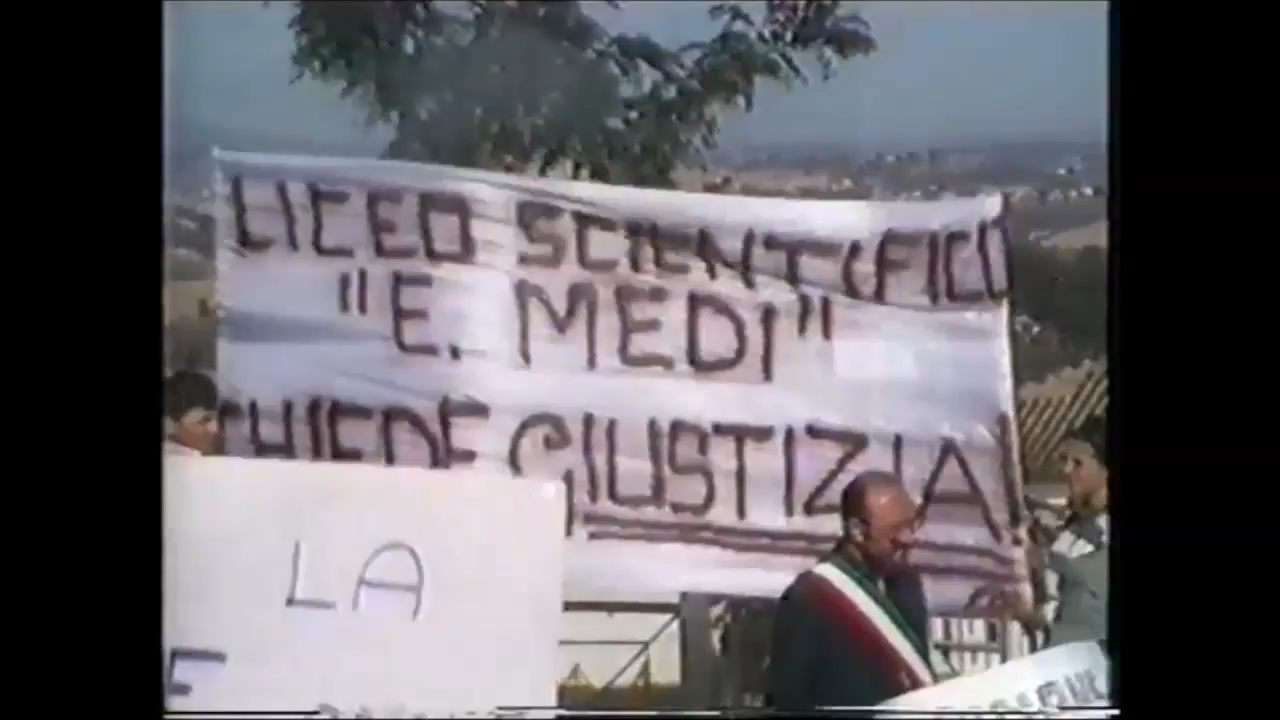 LICEO SCIENTIFICO
"E. MEDI"
CHIEDE GIUSTIZIA!
LA
E